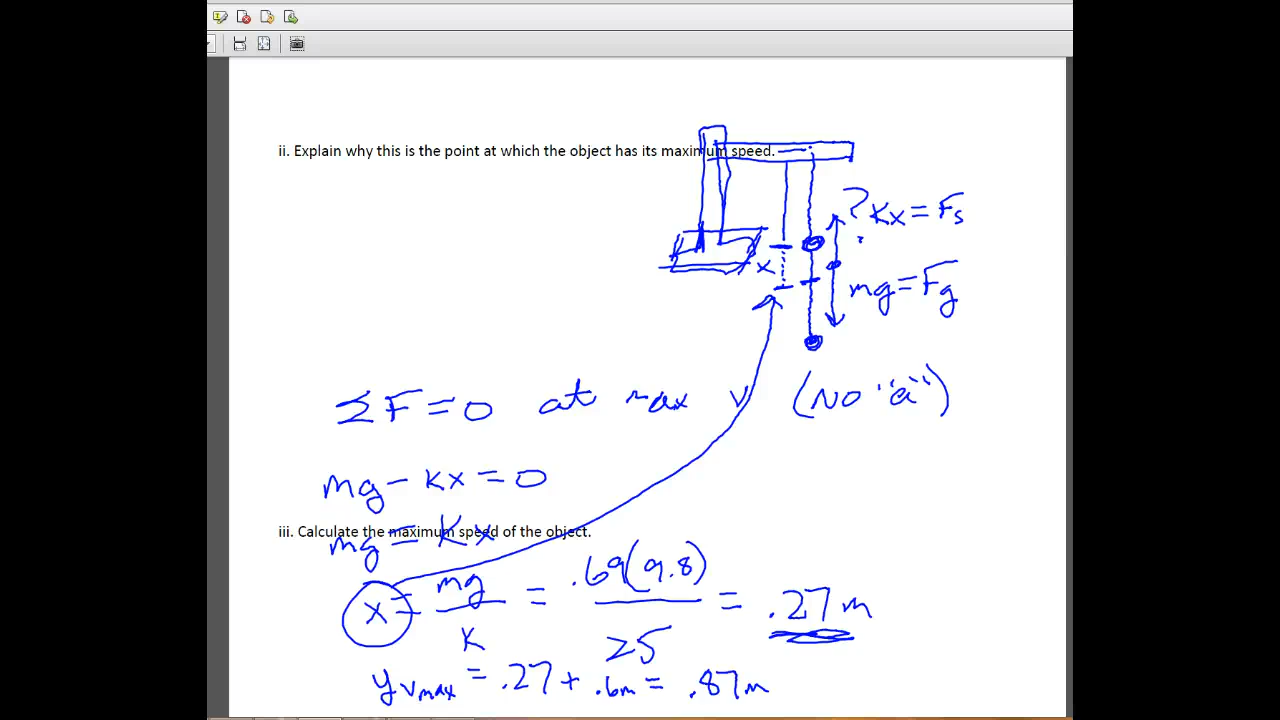 ii. Explain why this is the point at which the object has its maximum speed.
? Kx = Fs
x
mg = Fg
ΣF = 0 at max v (NO "a")
mg - Kx = 0
iii. Calculate the maximum speed of the object.
mg = Kx
x = mg / K = .69(9.8) / 25 = .27 m
yvmax = .27 + .6m = .87m